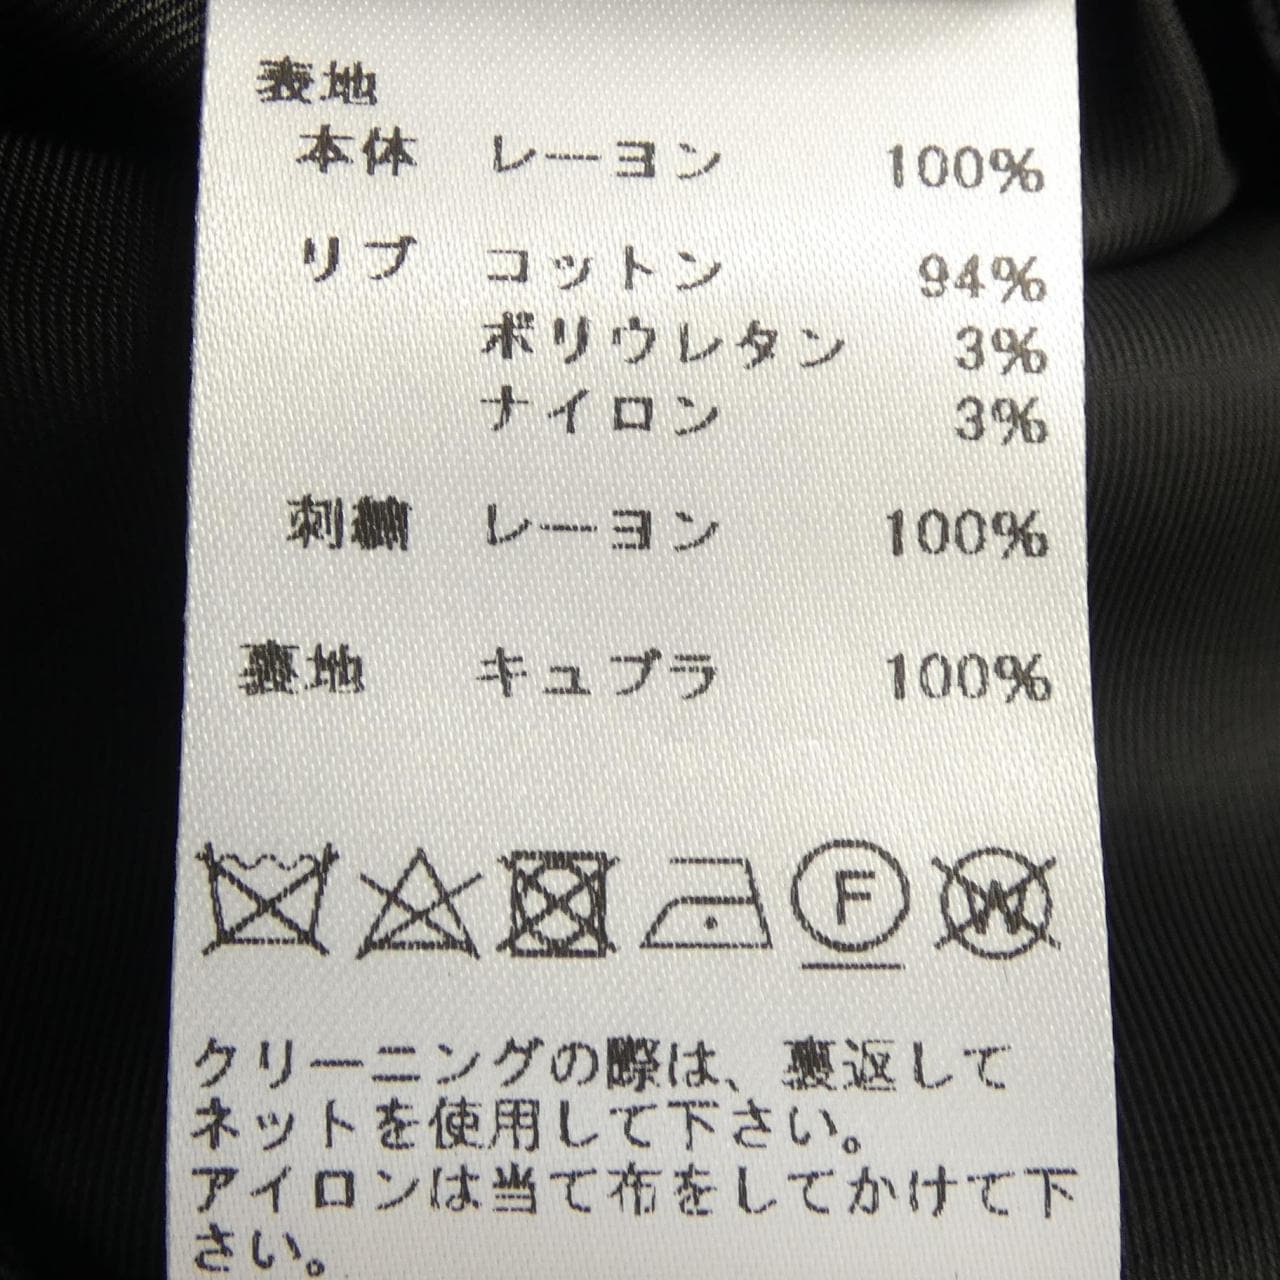 表地
本体 レーヨン 100%
リブ コットン 94%
ポリウレタン 3%
ナイロン 3%
刺繍 レーヨン 100%
裏地 キュプラ 100%
F W
クリーニングの際は、裏返して
ネットを使用して下さい。
アイロンは当て布をしてかけて下
さい。